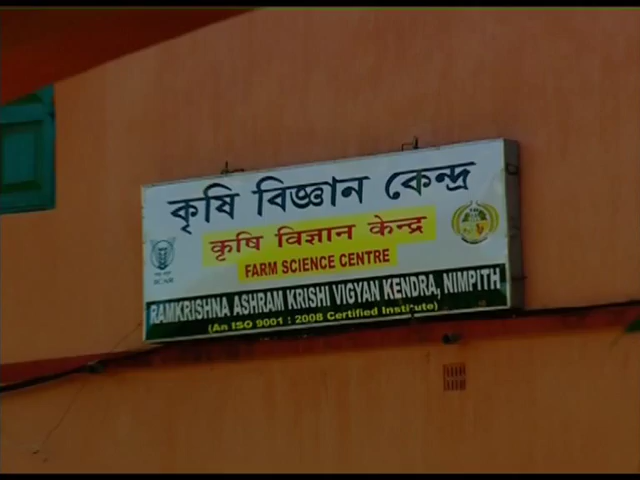 কৃষি বিজ্ঞান কেন্দ্র
कृषि विज्ञान केन्द्र
FARM SCIENCE CENTRE
RAMKRISHNA ASHRAM KRISHI VIGYAN KENDRA, NIMPITH
(An ISO 9001 : 2008 Certified Institute)